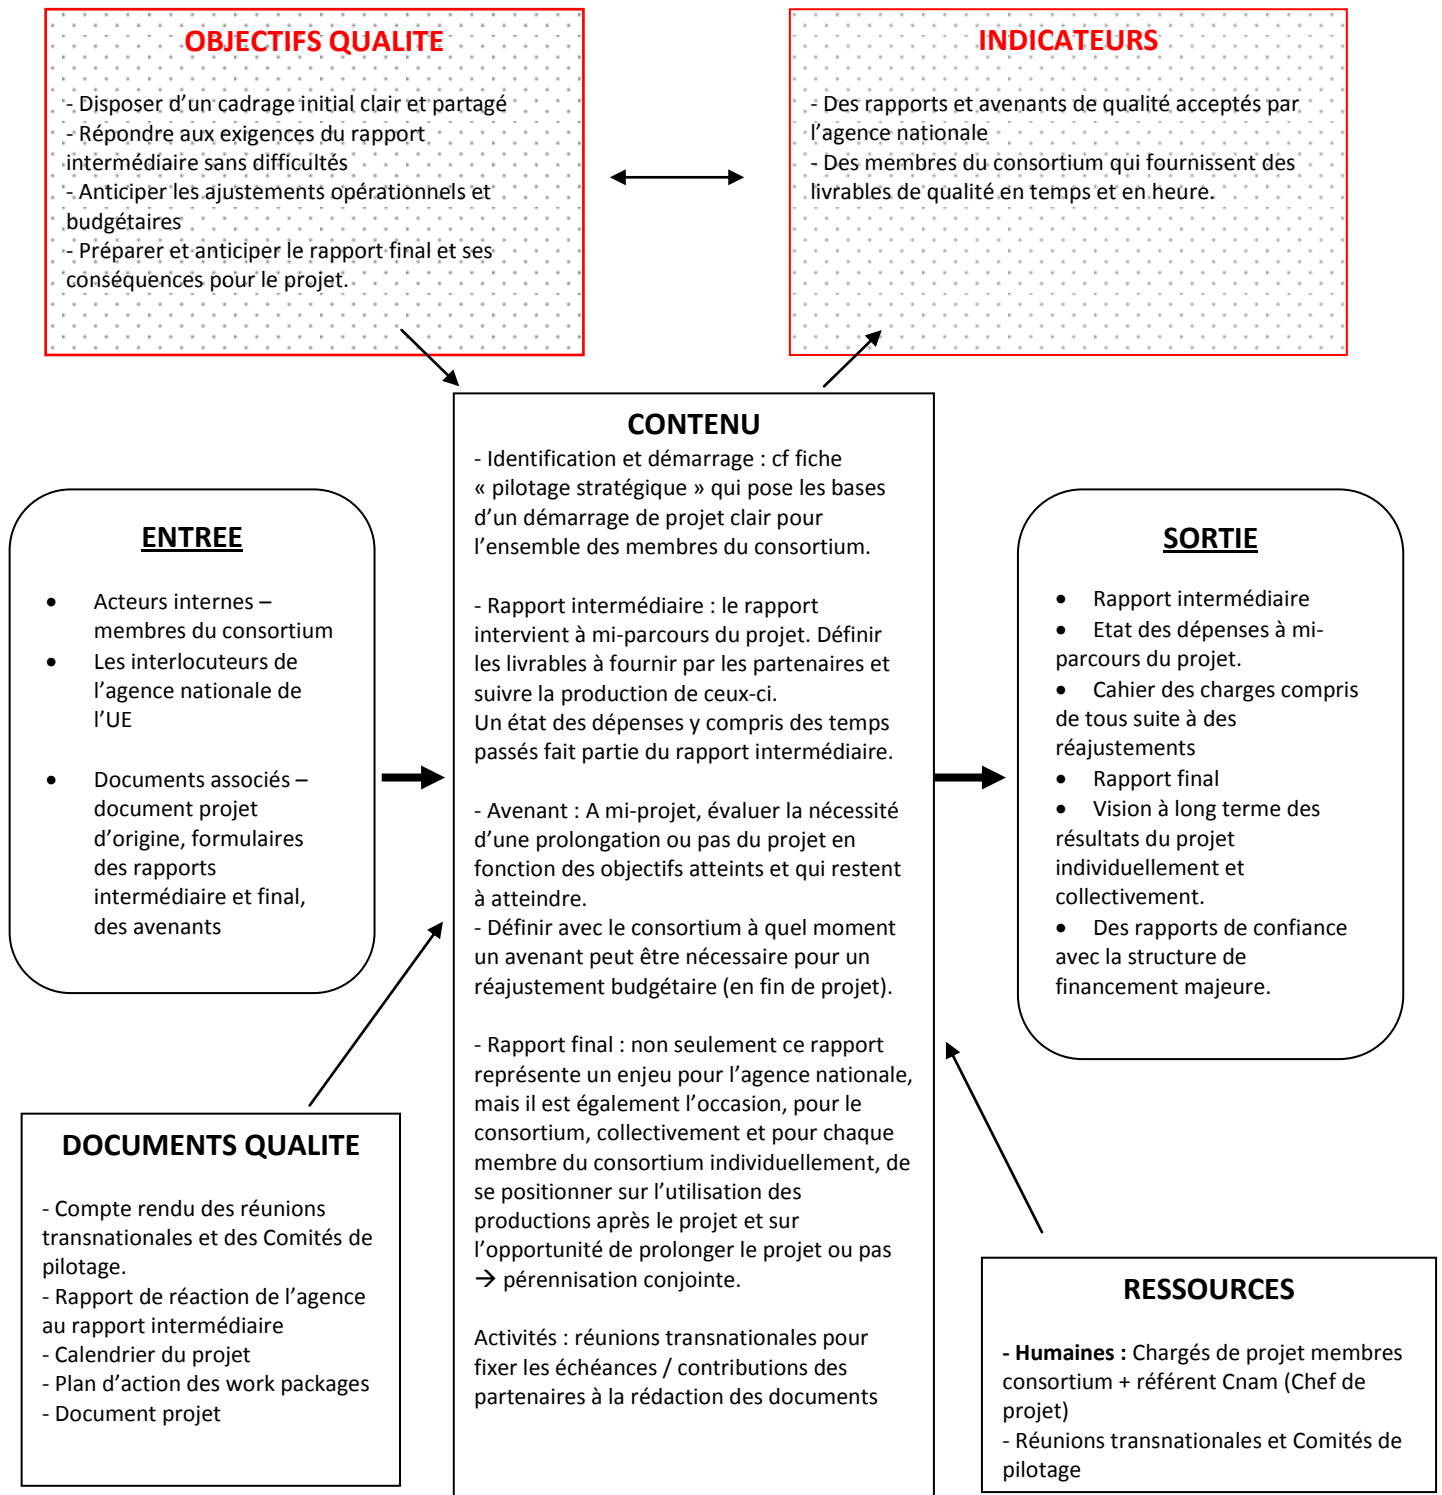 OBJECTIFS QUALITE
- Disposer d’un cadrage initial clair et partagé
- Répondre aux exigences du rapport
intermédiaire sans difficultés
- Anticiper les ajustements opérationnels et
budgétaires
- Préparer et anticiper le rapport final et ses
conséquences pour le projet.
INDICATEURS
- Des rapports et avenants de qualité acceptés par
l’agence nationale
- Des membres du consortium qui fournissent des
livrables de qualité en temps et en heure.
ENTREE
• Acteurs internes –
membres du consortium
• Les interlocuteurs de
l’agence nationale de
l’UE
• Documents associés –
document projet
d’origine, formulaires
des rapports
intermédiaire et final,
des avenants
CONTENU
- Identification et démarrage : cf fiche
« pilotage stratégique » qui pose les bases
d’un démarrage de projet clair pour
l’ensemble des membres du consortium.
- Rapport intermédiaire : le rapport
intervient à mi-parcours du projet. Définir
les livrables à fournir par les partenaires et
suivre la production de ceux-ci.
Un état des dépenses y compris des temps
passés fait partie du rapport intermédiaire.
- Avenant : A mi-projet, évaluer la nécessité
d’une prolongation ou pas du projet en
fonction des objectifs atteints et qui restent
à atteindre.
- Définir avec le consortium à quel moment
un avenant peut être nécessaire pour un
réajustement budgétaire (en fin de projet).
- Rapport final : non seulement ce rapport
représente un enjeu pour l’agence nationale,
mais il est également l’occasion, pour le
consortium, collectivement et pour chaque
membre du consortium individuellement, de
se positionner sur l’utilisation des
productions après le projet et sur
l’opportunité de prolonger le projet ou pas
→ pérennisation conjointe.
Activités : réunions transnationales pour
fixer les échéances / contributions des
partenaires à la rédaction des documents
SORTIE
• Rapport intermédiaire
• Etat des dépenses à mi-
parcours du projet.
• Cahier des charges compris
de tous suite à des
réajustements
• Rapport final
• Vision à long terme des
résultats du projet
individuellement et
collectivement.
• Des rapports de confiance
avec la structure de
financement majeure.
DOCUMENTS QUALITE
- Compte rendu des réunions
transnationales et des Comités de
pilotage.
- Rapport de réaction de l’agence
au rapport intermédiaire
- Calendrier du projet
- Plan d’action des work packages
- Document projet
RESSOURCES
- Humaines : Chargés de projet membres
consortium + référent Cnam (Chef de
projet)
- Réunions transnationales et Comités de
pilotage